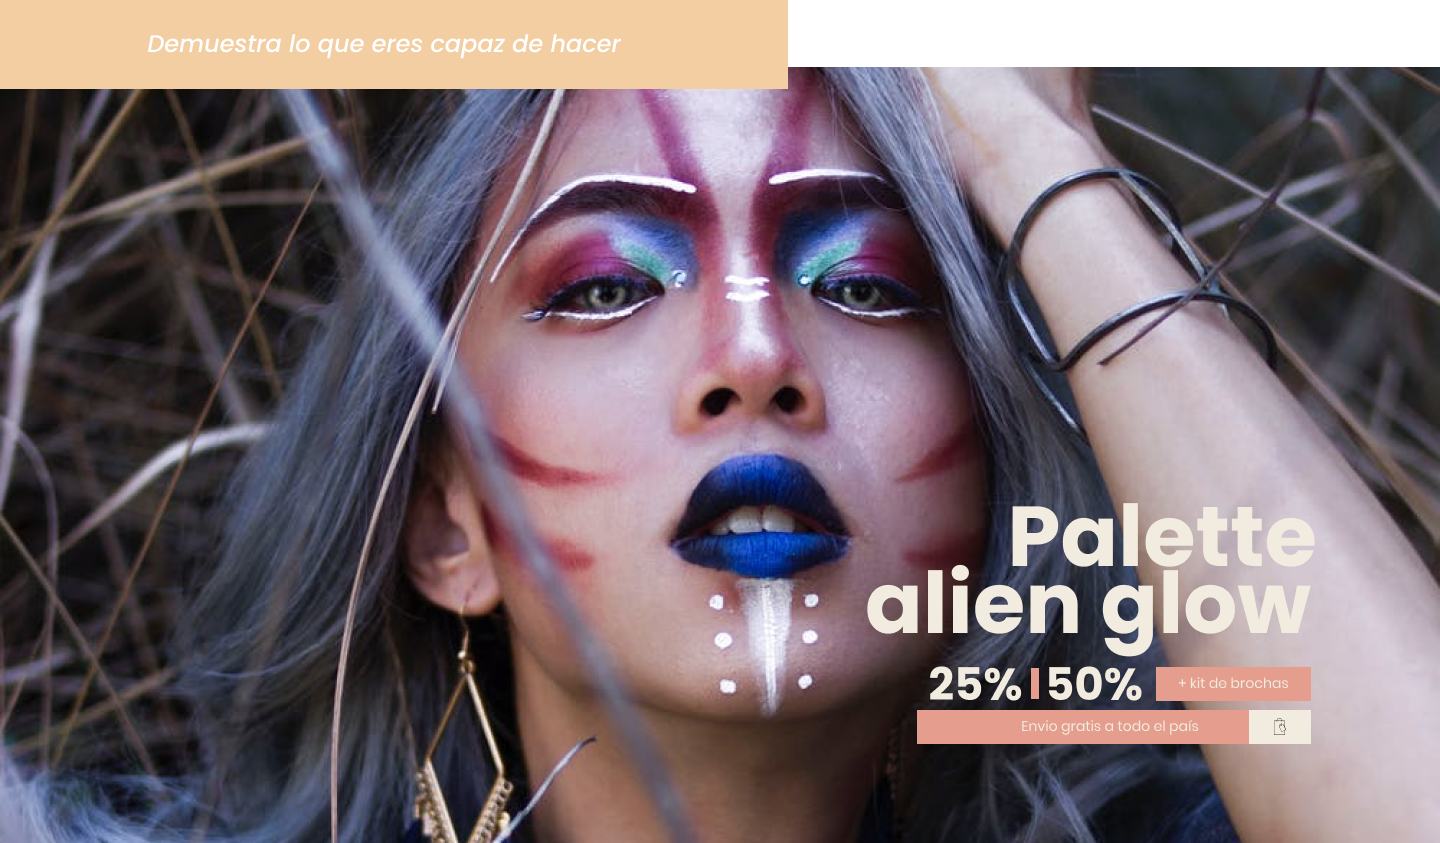 Demuestra lo que eres capaz de hacer
Palette
alien glow
25% 50%
+ kit de brochas
Envio gratis a todo el país